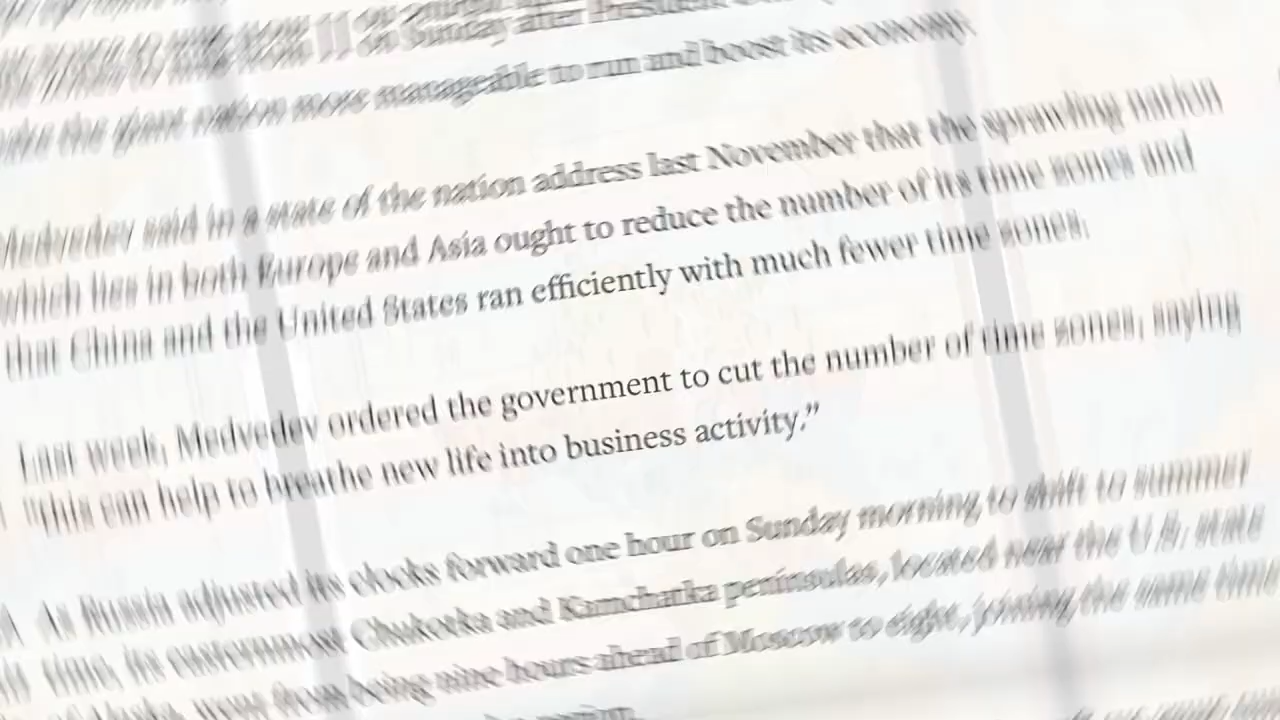 on Sunday after President
the giant nation more manageable to run and boost its economy.
Medvedev said in a state of the nation address last November that the sprawling nation
which lies in both Europe and Asia ought to reduce the number of its time zones and
that China and the United States ran efficiently with much fewer time zones.
Last week, Medvedev ordered the government to cut the number of time zones, saying
"this can help to breathe new life into business activity.”
As Russia adjusted its clocks forward one hour on Sunday morning to shift to summer
time, its easternmost Chukotka and Kamchatka peninsulas, located near the U.S. state
of Alaska, went from being nine hours ahead of Moscow to eight, joining the same time